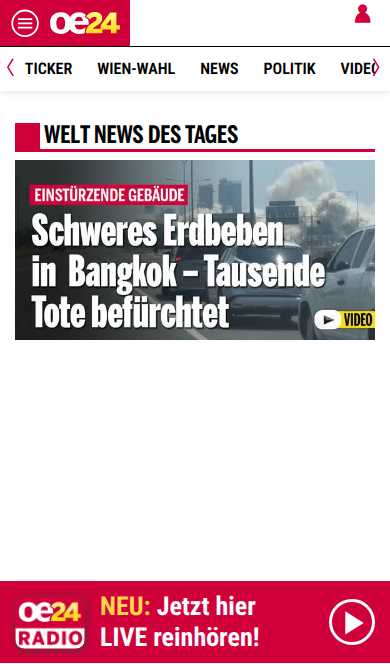 oe24
TICKER WIEN-WAHL NEWS POLITIK VIDEO
WELT NEWS DES TAGES
EINSTÜRZENDE GEBÄUDE
Schweres Erdbeben
in Bangkok – Tausende
Tote befürchtet
VIDEO
oe24
RADIO
NEU: Jetzt hier
LIVE reinhören!